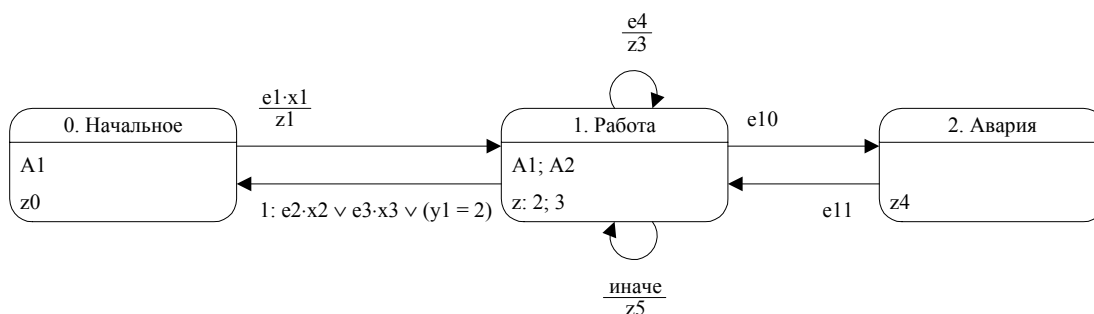 e4
z3
e1·x1
z1
0. Начальное
A1
z0
1. Работа
A1; A2
z: 2; 3
e10
2. Авария
z4
1: e2·x2 ∨ e3·x3 ∨ (y1 = 2)
e11
иначе
z5